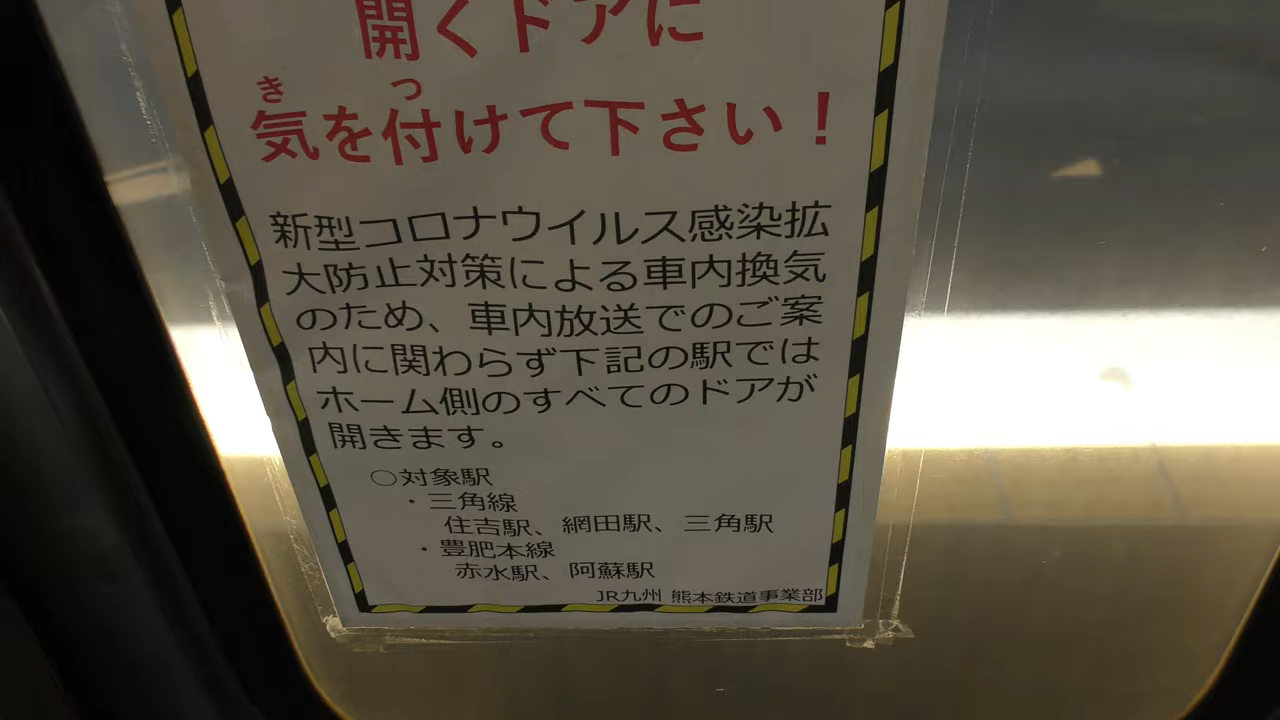 開くドアに
き つ
気を付けて下さい！
新型コロナウイルス感染拡
大防止対策による車内換気
のため、車内放送でのご案
内に関わらず下記の駅では
ホーム側のすべてのドアが
開きます。
○対象駅
・三角線
住吉駅、網田駅、三角駅
・豊肥本線
赤水駅、阿蘇駅
JR九州 熊本鉄道事業部